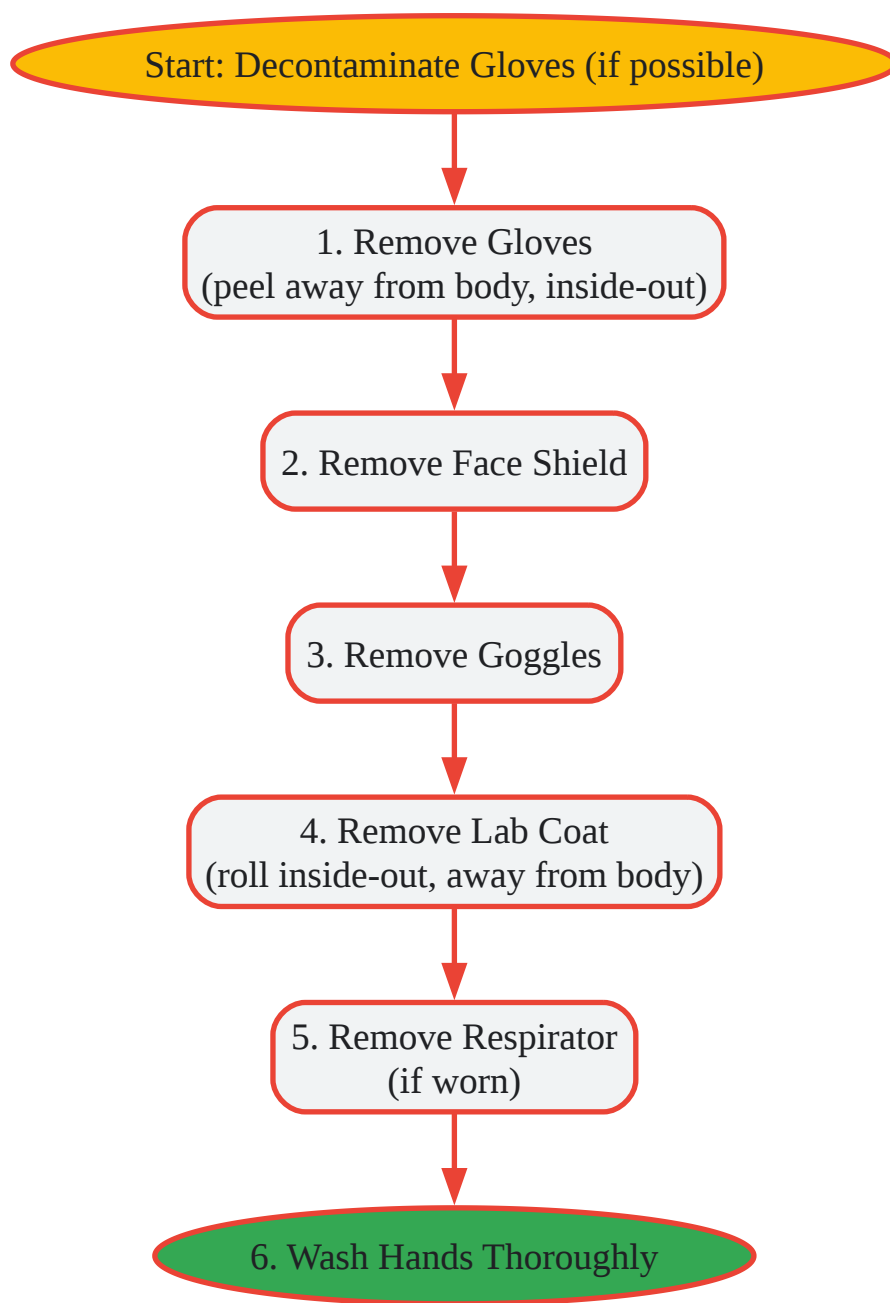 Start: Decontaminate Gloves (if possible)
1. Remove Gloves
(peel away from body, inside-out)
2. Remove Face Shield
3. Remove Goggles
4. Remove Lab Coat
(roll inside-out, away from body)
5. Remove Respirator
(if worn)
6. Wash Hands Thoroughly